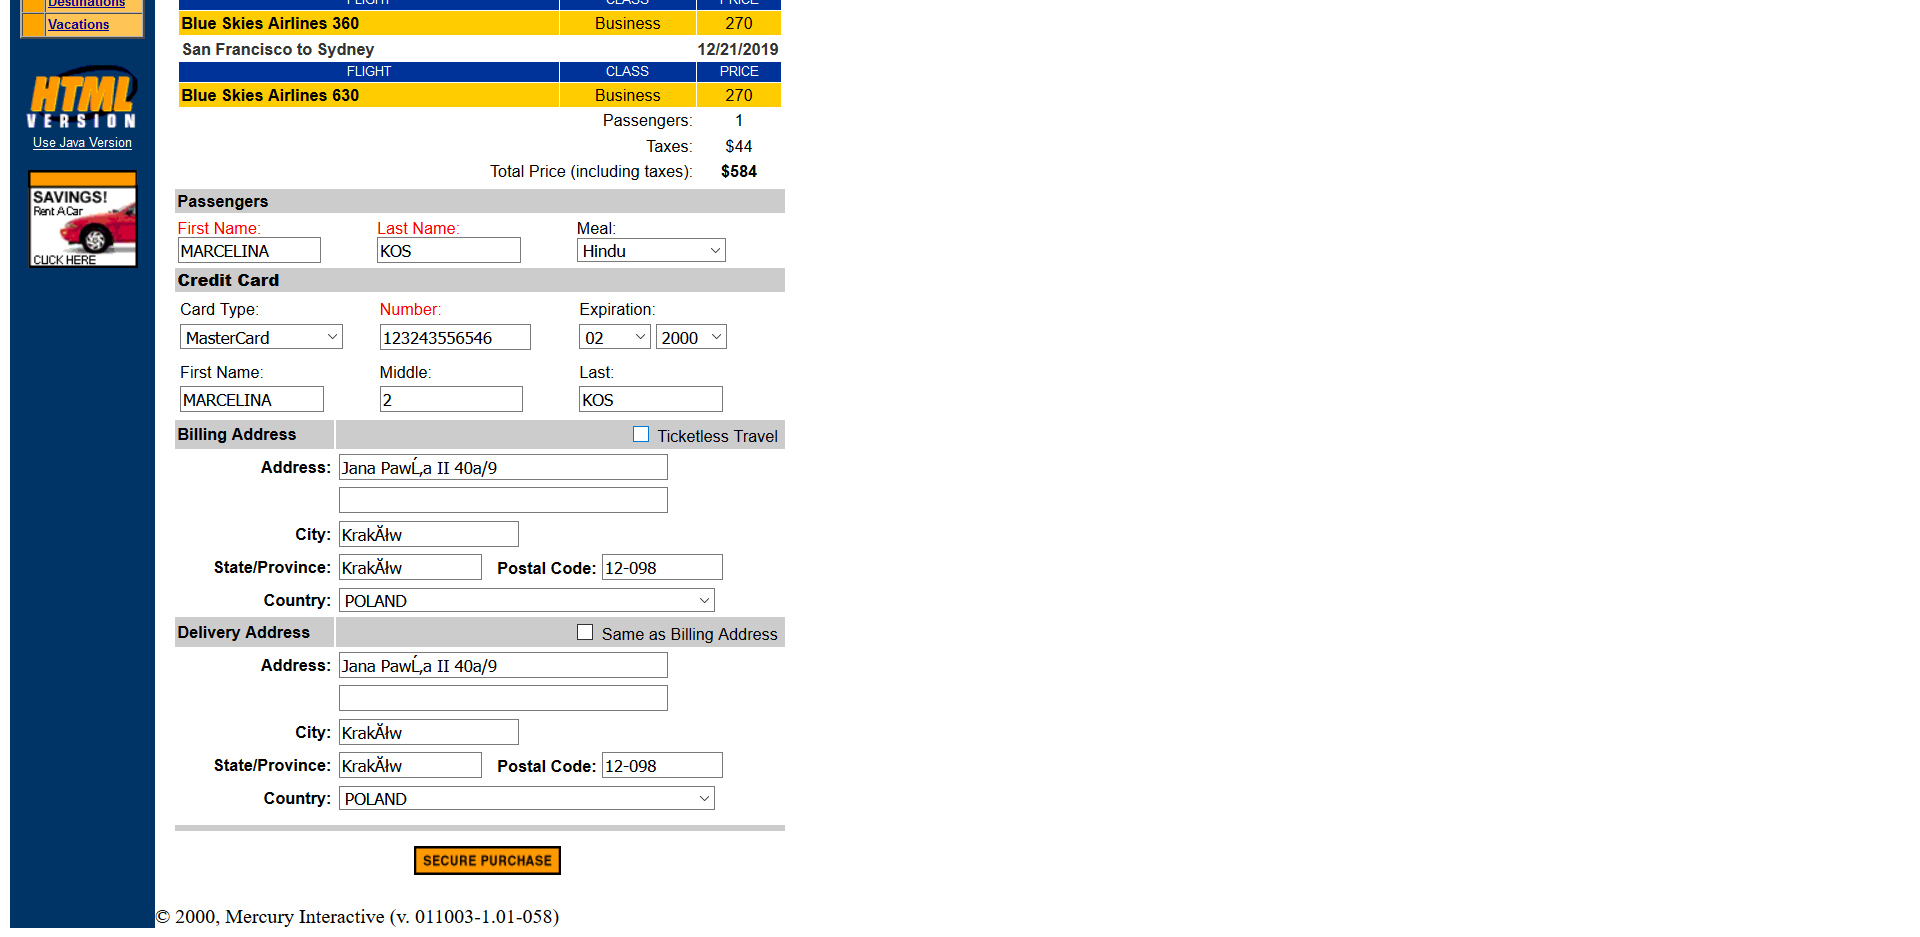 Destinations
Vacations
HTML
VERSION
Use Java Version
SAVINGS!
Rent A Car
CLICK HERE
FLIGHT CLASS PRICE
Blue Skies Airlines 360 Business 270
San Francisco to Sydney 12/21/2019
FLIGHT CLASS PRICE
Blue Skies Airlines 630 Business 270
Passengers: 1
Taxes: $44
Total Price (including taxes): $584
Passengers
First Name: Last Name: Meal:
MARCELINA KOS Hindu
Credit Card
Card Type: Number: Expiration:
MasterCard 123243556546 02 2000
First Name: Middle: Last:
MARCELINA 2 KOS
Billing Address Ticketless Travel
Address: Jana PawĹ‚a II 40a/9
City: KrakĂłw
State/Province: KrakĂłw Postal Code: 12-098
Country: POLAND
Delivery Address Same as Billing Address
Address: Jana PawĹ‚a II 40a/9
City: KrakĂłw
State/Province: KrakĂłw Postal Code: 12-098
Country: POLAND
SECURE PURCHASE
© 2000, Mercury Interactive (v. 011003-1.01-058)